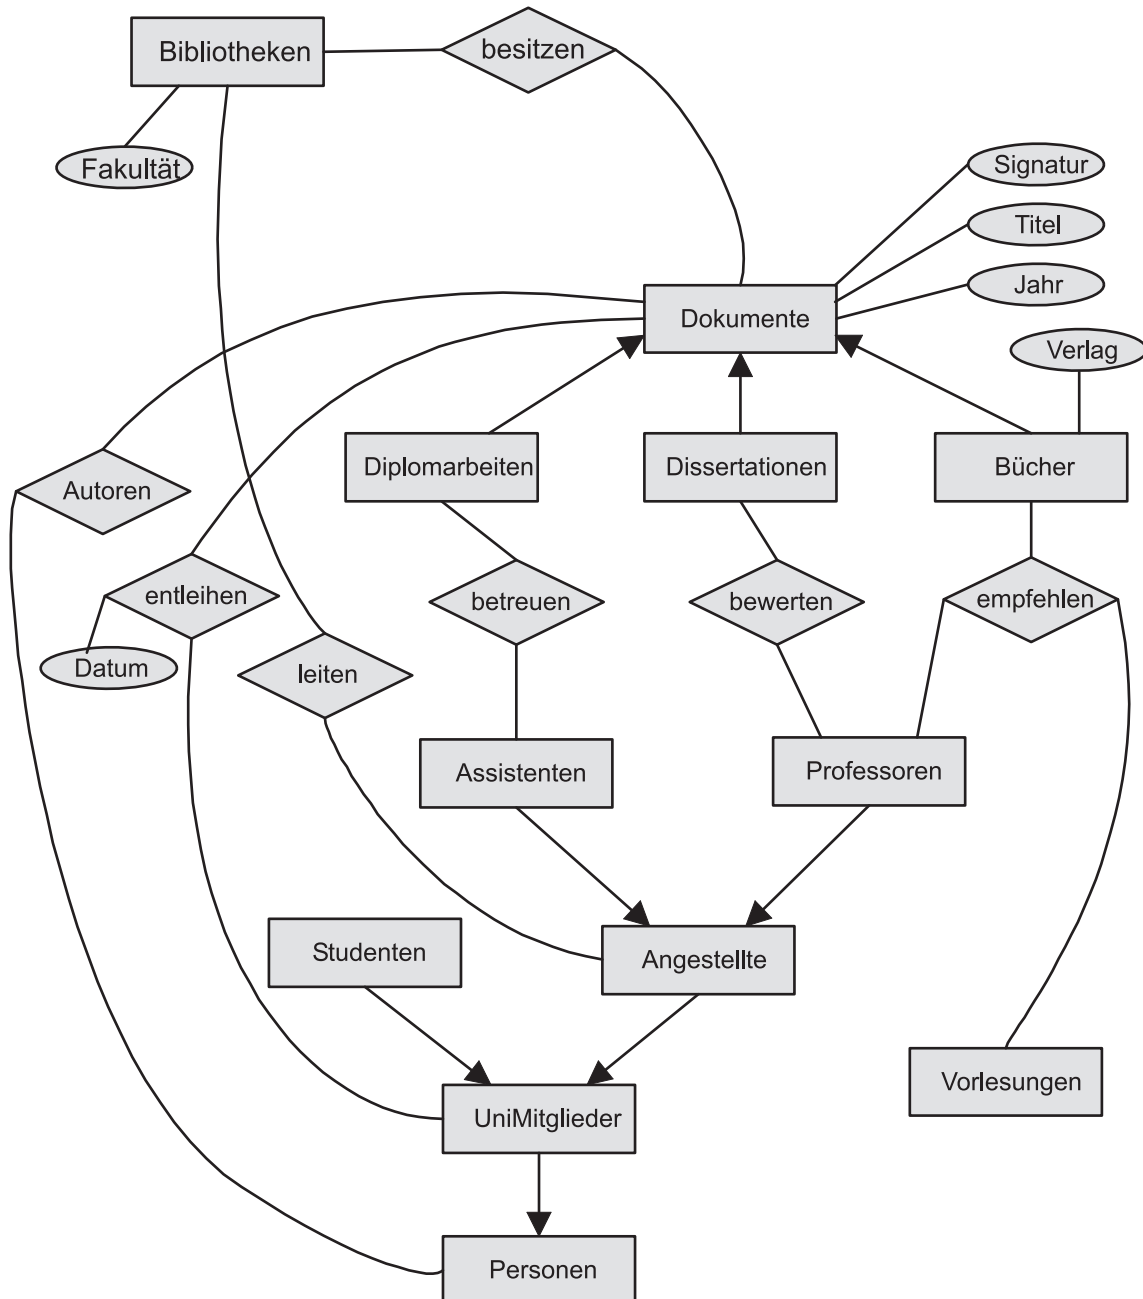 Bibliotheken
besitzen
Fakultät
Signatur
Titel
Jahr
Dokumente
Verlag
Diplomarbeiten
Dissertationen
Bücher
Autoren
entleihen
betreuen
bewerten
empfehlen
Datum
leiten
Assistenten
Professoren
Studenten
Angestellte
Vorlesungen
UniMitglieder
Personen